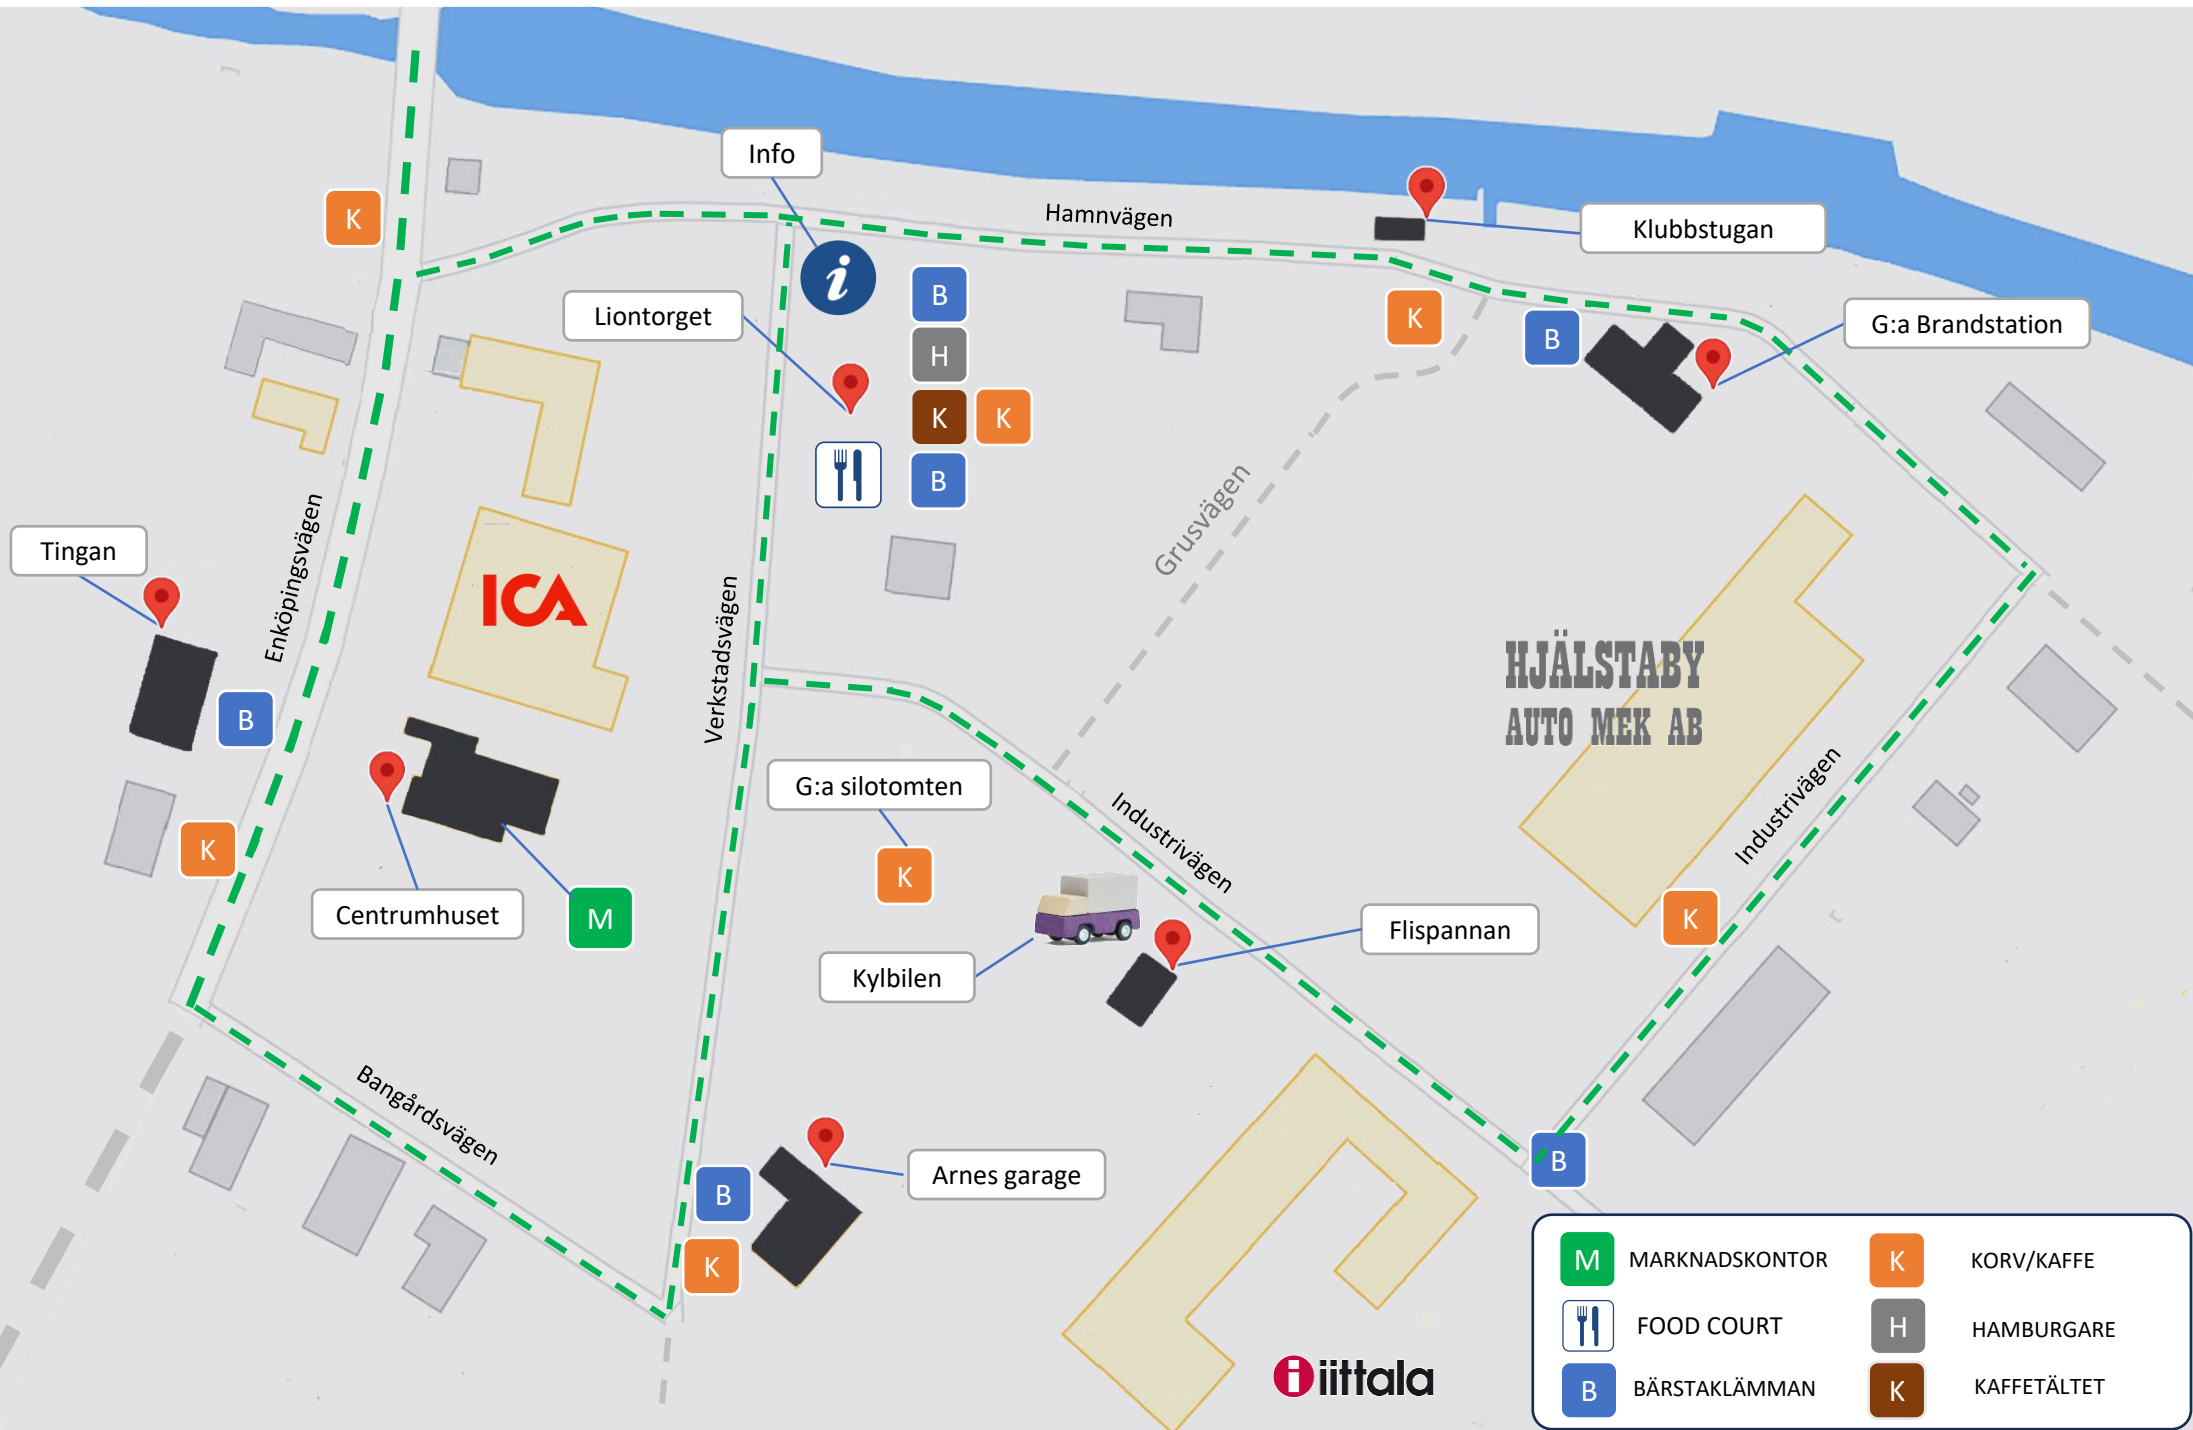 Info
K
Hamnvägen
Klubbstugan
i
B
Liontorget
K
B
G:a Brandstation
H
K
K
B
Grusvägen
Enköpingsvägen
Tingan
ICA
Verkstadsvägen
HJÄLSTABY
AUTO MEK AB
B
G:a silotomten
Industrivägen
Industrivägen
K
K
Centrumhuset
M
K
Flispannan
Kylbilen
Bangårdsvägen
B
Arnes garage
B
K
iittala
M MARKNADSKONTOR
K KORV/KAFFE
FOOD COURT
H HAMBURGARE
B BÄRSTAKLÄMMAN
K KAFFETÄLTET